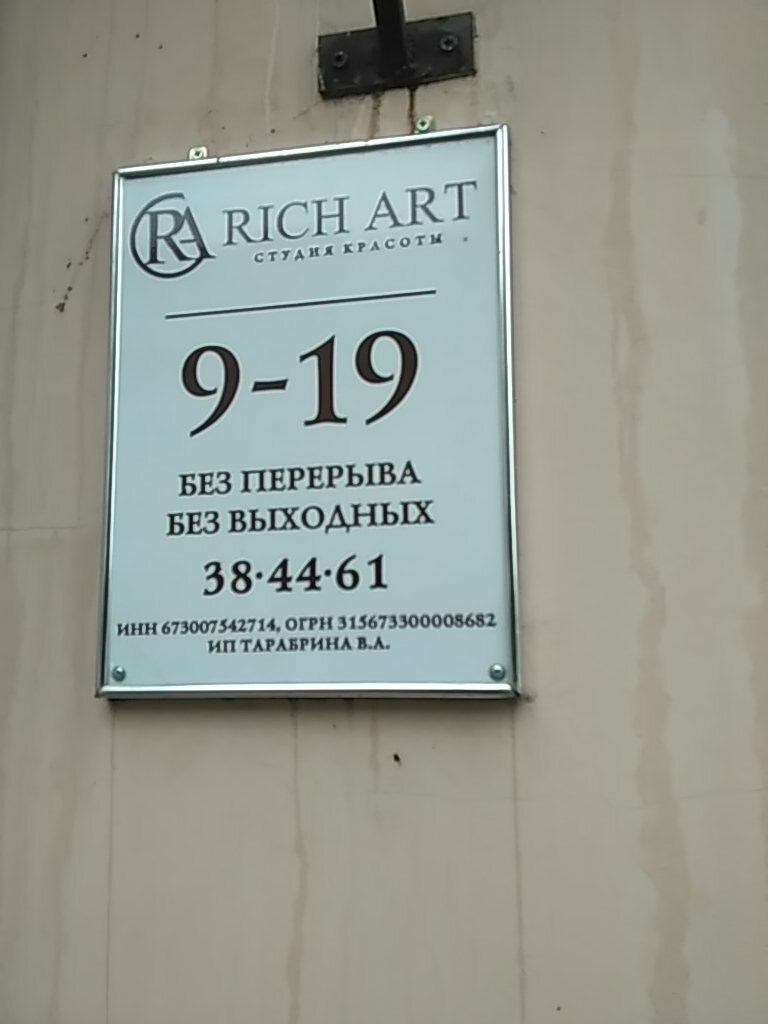 RA RICH ART
СТУДИЯ КРАСОТЫ
9-19
БЕЗ ПЕРЕРЫВА
БЕЗ ВЫХОДНЫХ
38·44·61
ИНН 673007542714, ОГРН 315673300008682
ИП ТАРАБРИНА В.А.